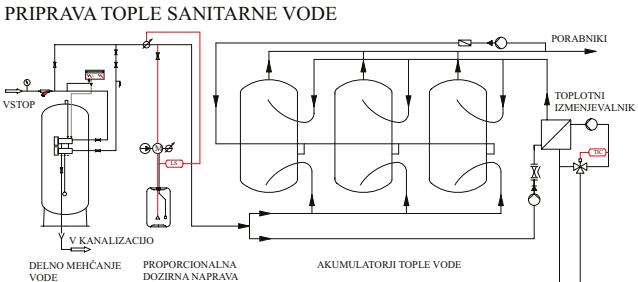 PRIPRAVA TOPLE SANITARNE VODE
PORABNIKI
VSTOP
TOPLOTNI
IZMENJEVALNIK
M
LS
TIC
V KANALIZACIJO
DELNO MEHČANJE
VODE
PROPORCIONALNA
DOZIRNA NAPRAVA
AKUMULATORJI TOPLE VODE